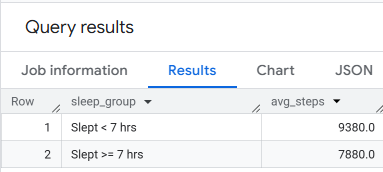 Query results
Job information Results Chart JSON
Row sleep_group avg_steps
1 Slept < 7 hrs 9380.0
2 Slept >= 7 hrs 7880.0